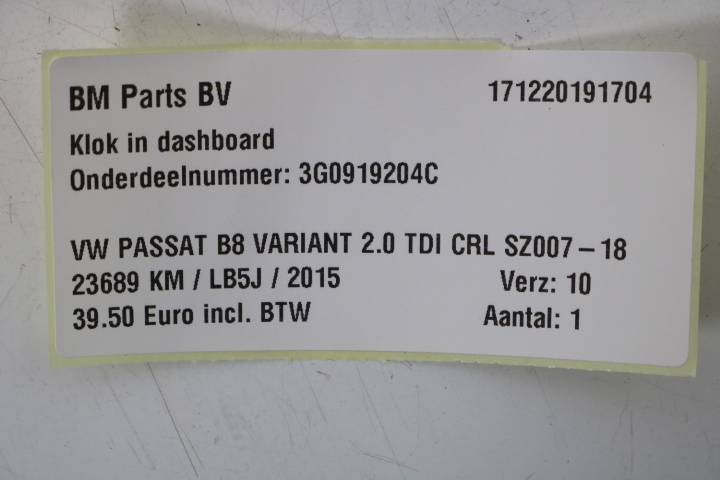 BM Parts BV 171220191704
Klok in dashboard
Onderdeelnummer: 3G0919204C
VW PASSAT B8 VARIANT 2.0 TDI CRL SZ007-18
23689 KM / LB5J / 2015 Verz: 10
39.50 Euro incl. BTW Aantal: 1